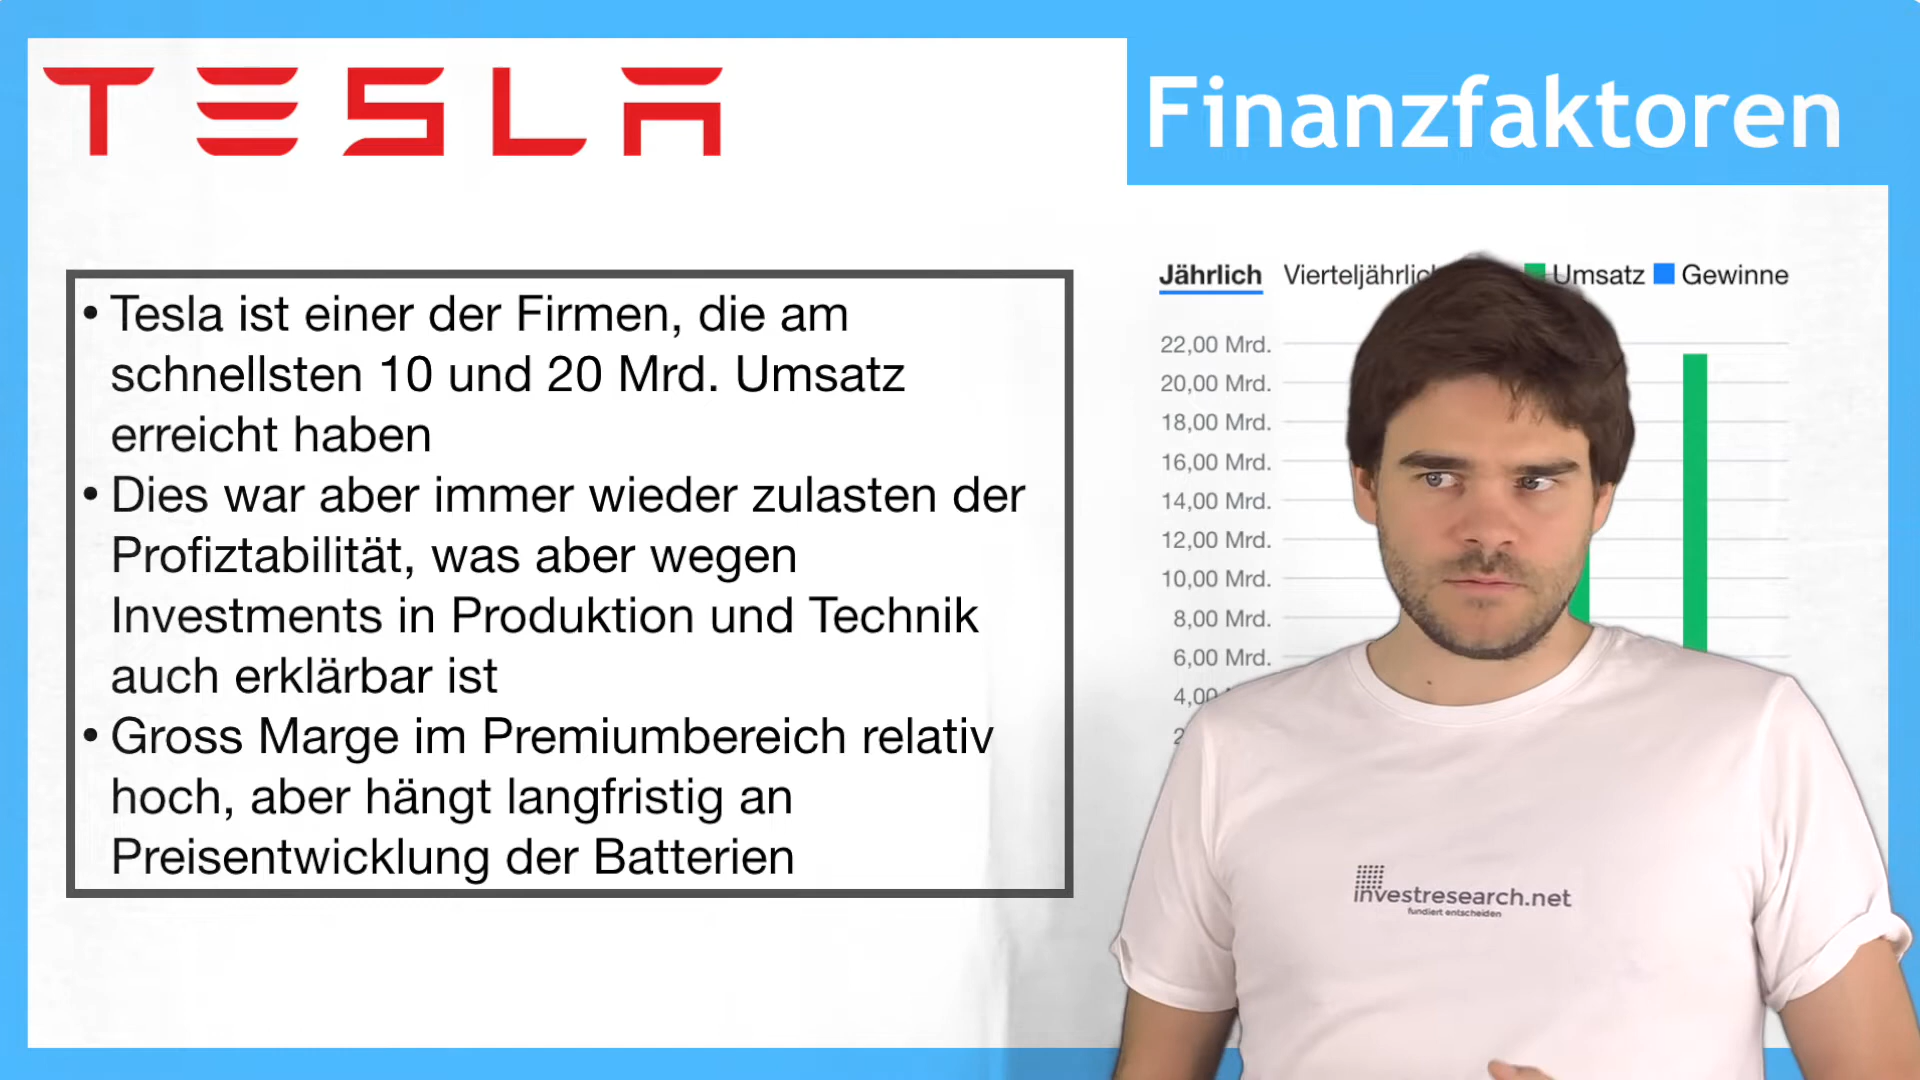 TESLA
Finanzfaktoren
• Tesla ist einer der Firmen, die am
schnellsten 10 und 20 Mrd. Umsatz
erreicht haben
• Dies war aber immer wieder zulasten der
Profiztabilität, was aber wegen
Investments in Produktion und Technik
auch erklärbar ist
• Gross Marge im Premiumbereich relativ
hoch, aber hängt langfristig an
Preisentwicklung der Batterien
Jährlich Umsatz Gewinne
22,00 Mrd.
20,00 Mrd.
18,00 Mrd.
16,00 Mrd.
14,00 Mrd.
12,00 Mrd.
10,00 Mrd.
8,00 Mrd.
6,00 Mrd.
4,00
investresearch.net
fundiert entscheiden